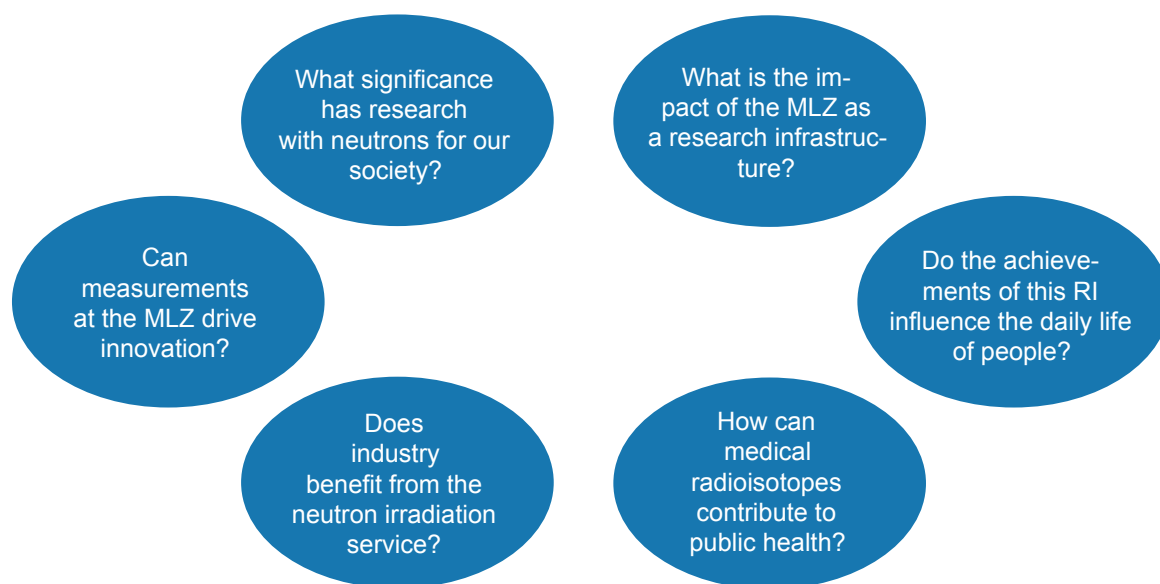 What significance
has research
with neutrons for our
society?
What is the im-
pact of the MLZ as
a research infrastruc-
ture?
Can
measurements
at the MLZ drive
innovation?
Do the achieve-
ments of this RI
influence the daily life
of people?
Does
industry
benefit from the
neutron irradiation
service?
How can
medical
radioisotopes
contribute to
public health?